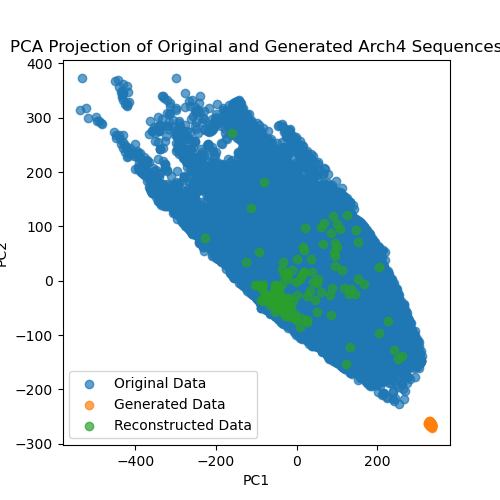 PCA Projection of Original and Generated Arch4 Sequences
400
300
200
100
0
−100
−200
−300
PC2
Original Data
Generated Data
Reconstructed Data
−400
−200
0
200
PC1